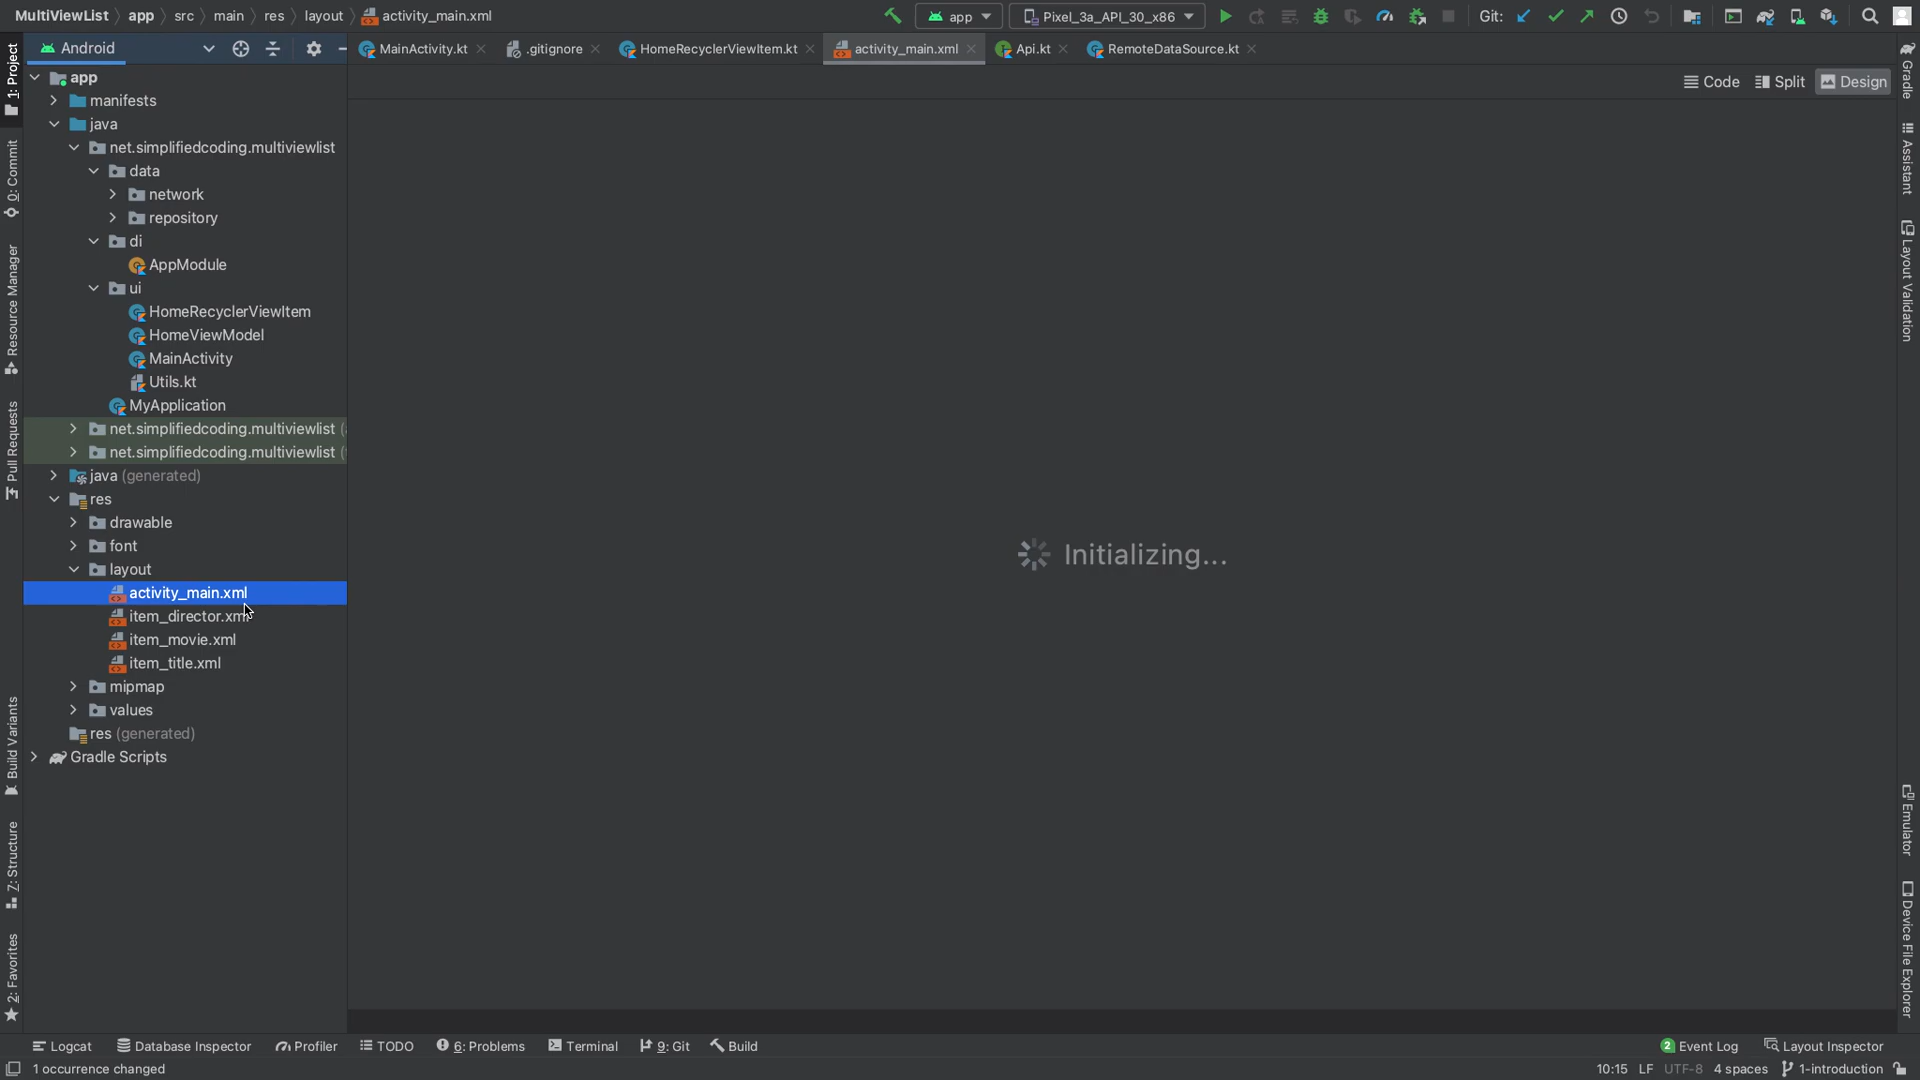 MultiViewList app src main res layout activity_main.xml
app Pixel_3a_API_30_x86 Git:
Android
MainActivity.kt .gitignore HomeRecyclerViewItem.kt activity_main.xml Api.kt RemoteDataSource.kt
Code Split Design
1: Project
0: Commit
Resource Manager
Pull Requests
Build Variants
7: Structure
2: Favorites
app
manifests
java
net.simplifiedcoding.multiviewlist
data
network
repository
di
AppModule
ui
HomeRecyclerViewItem
HomeViewModel
MainActivity
Utils.kt
MyApplication
net.simplifiedcoding.multiviewlist
net.simplifiedcoding.multiviewlist
java (generated)
res
drawable
font
layout
activity_main.xml
item_director.xml
item_movie.xml
item_title.xml
mipmap
values
res (generated)
Gradle Scripts
Initializing...
Gradle
Assistant
Layout Validation
Emulator
Device File Explorer
Logcat Database Inspector Profiler TODO 6: Problems Terminal 9: Git Build 2 Event Log Layout Inspector
1 occurrence changed 10:15 LF UTF-8 4 spaces 1-introduction